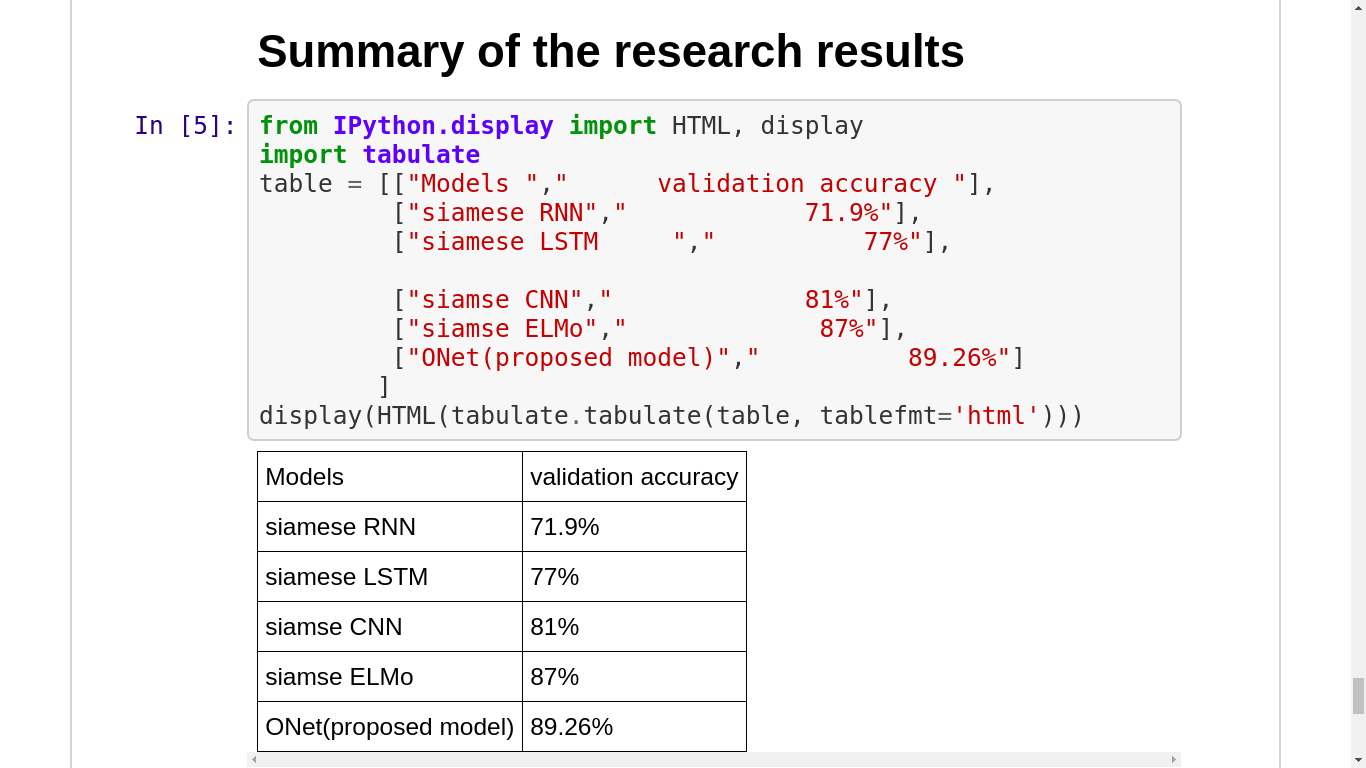 Summary of the research results
In [5]:
from IPython.display import HTML, display
import tabulate
table = [["Models ","      validation accuracy "],
         ["siamese RNN","            71.9%"],
         ["siamese LSTM     ","          77%"],
         ["siamse CNN","             81%"],
         ["siamse ELMo","             87%"],
         ["ONet(proposed model)","          89.26%"]
        ]
display(HTML(tabulate.tabulate(table, tablefmt='html')))
Models validation accuracy
siamese RNN 71.9%
siamese LSTM 77%
siamse CNN 81%
siamse ELMo 87%
ONet(proposed model) 89.26%